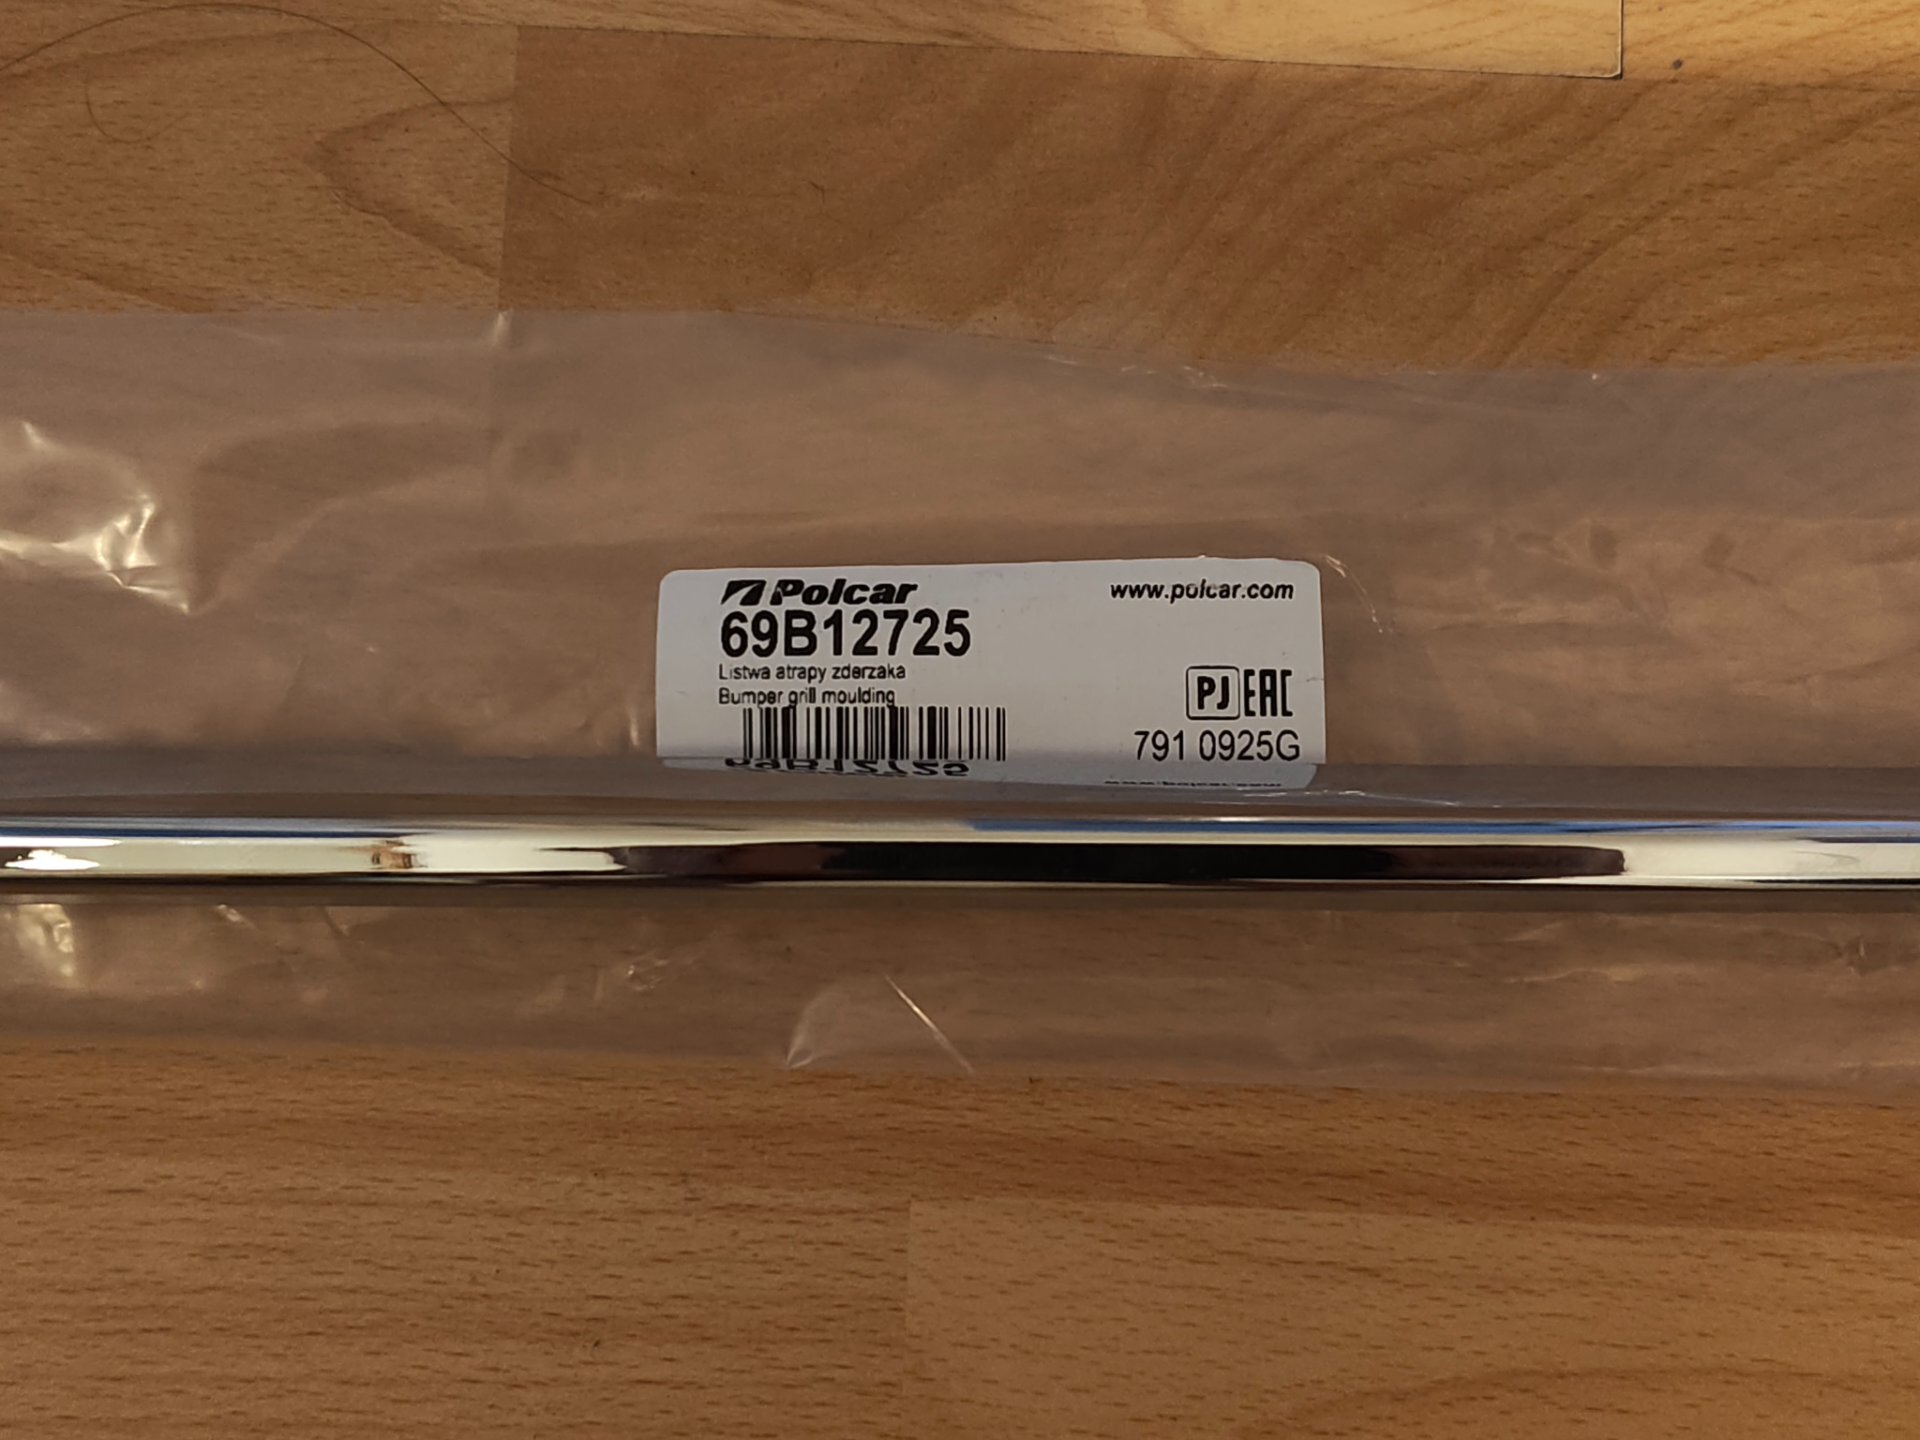 Polcar
www.polcar.com
69B12725
Listwa atrapy zderzaka
Bumper grill moulding
PJ EAC
791 0925G